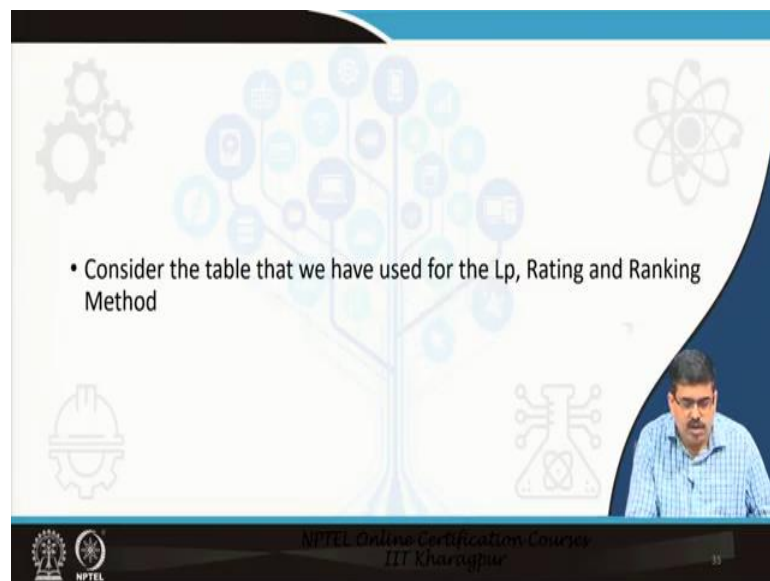 • Consider the table that we have used for the Lp, Rating and Ranking
Method
NPTEL Online Certification Courses
IIT Kharagpur
NPTEL
35